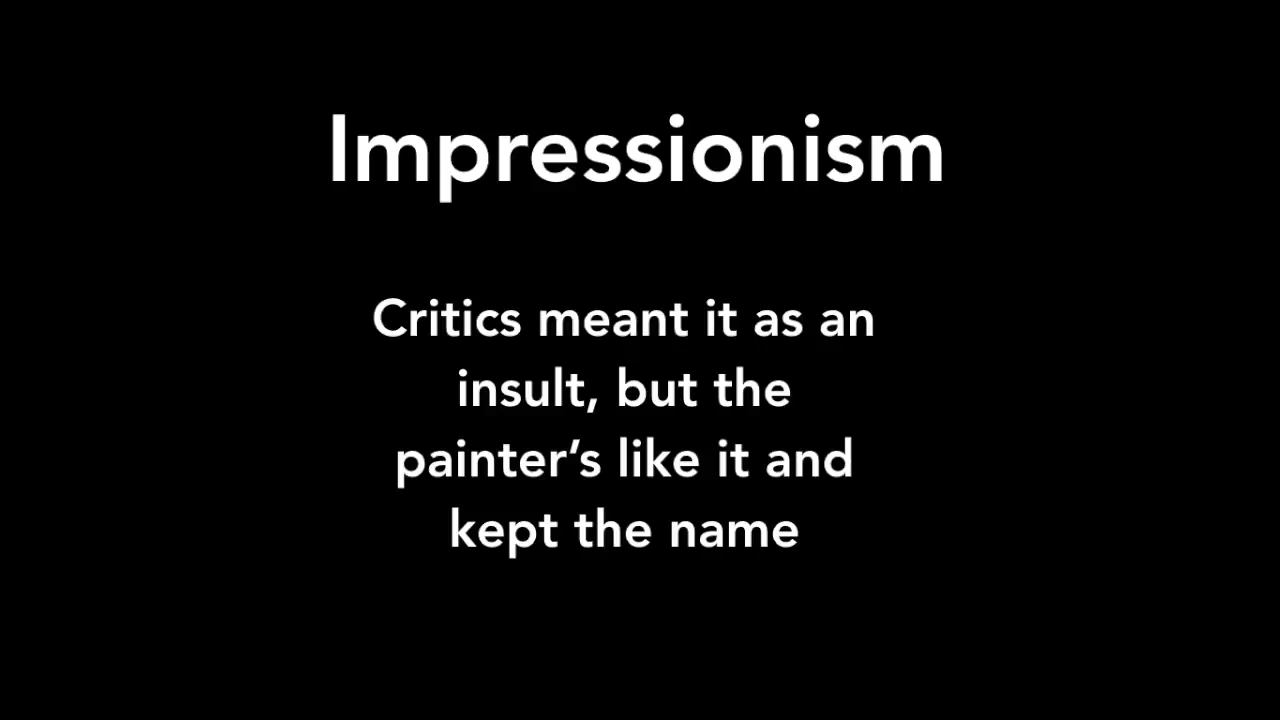 Impressionism
Critics meant it as an
insult, but the
painter’s like it and
kept the name